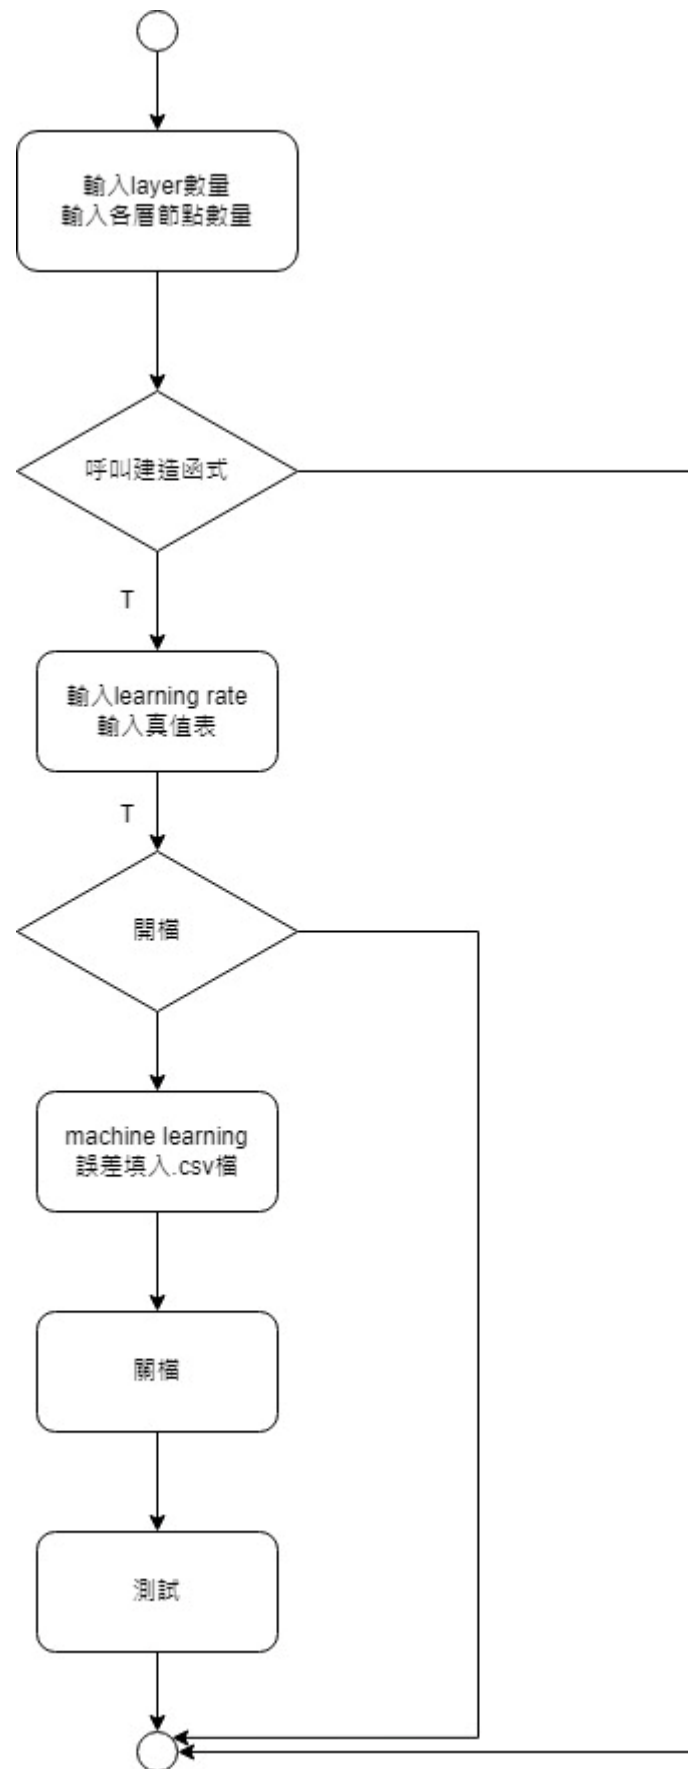 輸入layer數量
輸入各層節點數量
呼叫建造函式
T
輸入learning rate
輸入真值表
T
開檔
machine learning
誤差填入.csv檔
關檔
測試